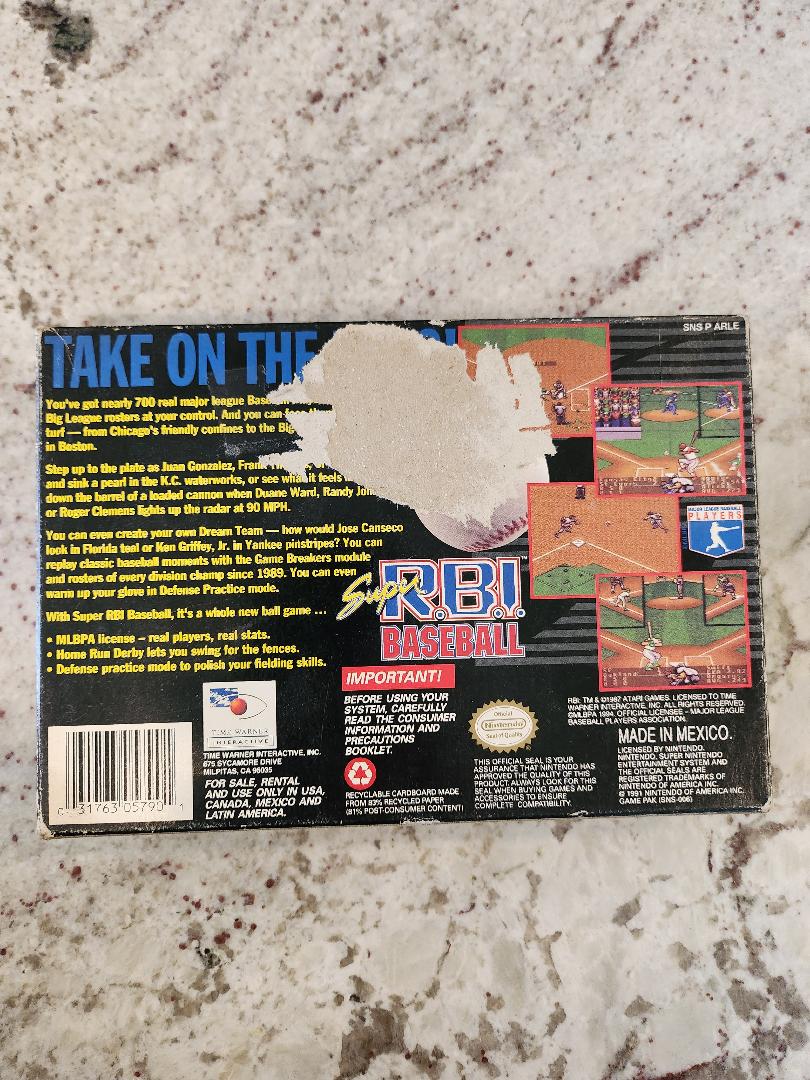 SNS P ARLE
TAKE ON THE
You've got nearly 700 real major league
Big League rosters at your control. And you can
turf — from Chicago's friendly confines to the Big
in Boston.
Step up to the plate as Juan Gonzalez,
and sink a pearl in the K.C. waterworks, or see what it feels
down the barrel of a loaded cannon when Duane Ward, Randy
or Roger Clemens lights up the radar at 90 MPH.
You can even create your own Dream Team — how would Jose Canseco
look in Florida teal or Ken Griffey, Jr. in Yankee pinstripes? You can
replay classic baseball moments with the Game Breakers module
and rosters of every division champ since 1989. You can even
warm up your glove in Defense Practice mode.
With Super RBI Baseball, it's a whole new ball game ...
• MLBPA license – real players, real stats.
• Home Run Derby lets you swing for the fences.
• Defense practice mode to polish your fielding skills.
MAJOR LEAGUE BASEBALL
PLAYERS
Super
R.B.I.™
BASEBALL
TIME WARNER
INTERACTIVE
TIME WARNER INTERACTIVE, INC.
675 SYCAMORE DRIVE
MILPITAS, CA 95035
FOR SALE, RENTAL
AND USE ONLY IN USA,
CANADA, MEXICO AND
LATIN AMERICA.
31763 05790 1
IMPORTANT!
BEFORE USING YOUR
SYSTEM, CAREFULLY
READ THE CONSUMER
INFORMATION AND
PRECAUTIONS
BOOKLET.
RECYCLABLE CARDBOARD MADE
FROM 83% RECYCLED PAPER
(81% POST-CONSUMER CONTENT)
Official
Nintendo
Seal of Quality
THIS OFFICIAL SEAL IS YOUR
ASSURANCE THAT NINTENDO HAS
APPROVED THE QUALITY OF THIS
PRODUCT. ALWAYS LOOK FOR THIS
SEAL WHEN BUYING GAMES AND
ACCESSORIES TO ENSURE
COMPLETE COMPATIBILITY.
RBI: TM & ©1987 ATARI GAMES. LICENSED TO TIME
WARNER INTERACTIVE, INC. ALL RIGHTS RESERVED.
©MLBPA 1994. OFFICIAL LICENSEE – MAJOR LEAGUE
BASEBALL PLAYERS ASSOCIATION.
MADE IN MEXICO.
LICENSED BY NINTENDO.
NINTENDO, SUPER NINTENDO
ENTERTAINMENT SYSTEM AND
THE OFFICIAL SEALS ARE
REGISTERED TRADEMARKS OF
NINTENDO OF AMERICA INC.
© 1991 NINTENDO OF AMERICA INC.
GAME PAK (SNS-006)